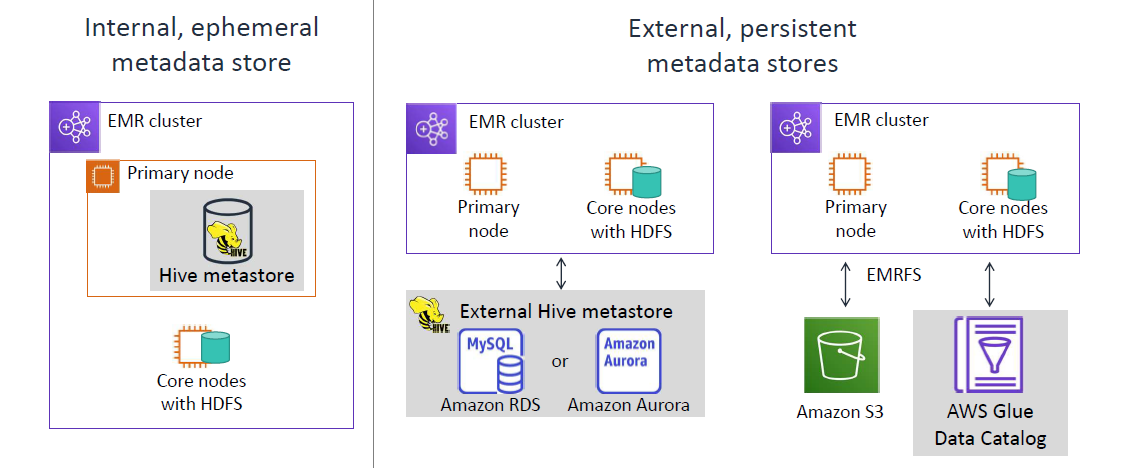 Internal, ephemeral
metadata store
EMR cluster
Primary node
HIVE
Hive metastore
Core nodes
with HDFS
External, persistent
metadata stores
EMR cluster
Primary
node
Core nodes
with HDFS
HIVE
External Hive metastore
MySQL
or
Amazon
Aurora
Amazon RDS
Amazon Aurora
EMR cluster
Primary
node
Core nodes
with HDFS
EMRFS
Amazon S3
AWS Glue
Data Catalog